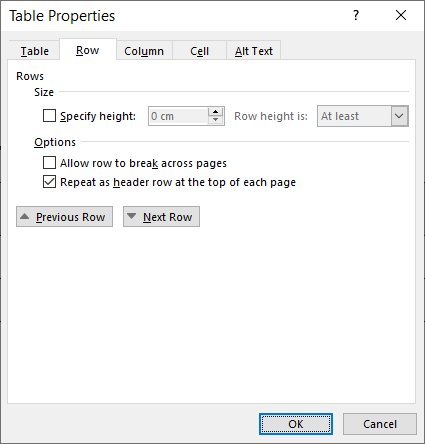 Table Properties ? ×
Table Row Column Cell Alt Text
Rows
Size
Specify height: 0 cm Row height is: At least
Options
Allow row to break across pages
Repeat as header row at the top of each page
Previous Row Next Row
OK Cancel